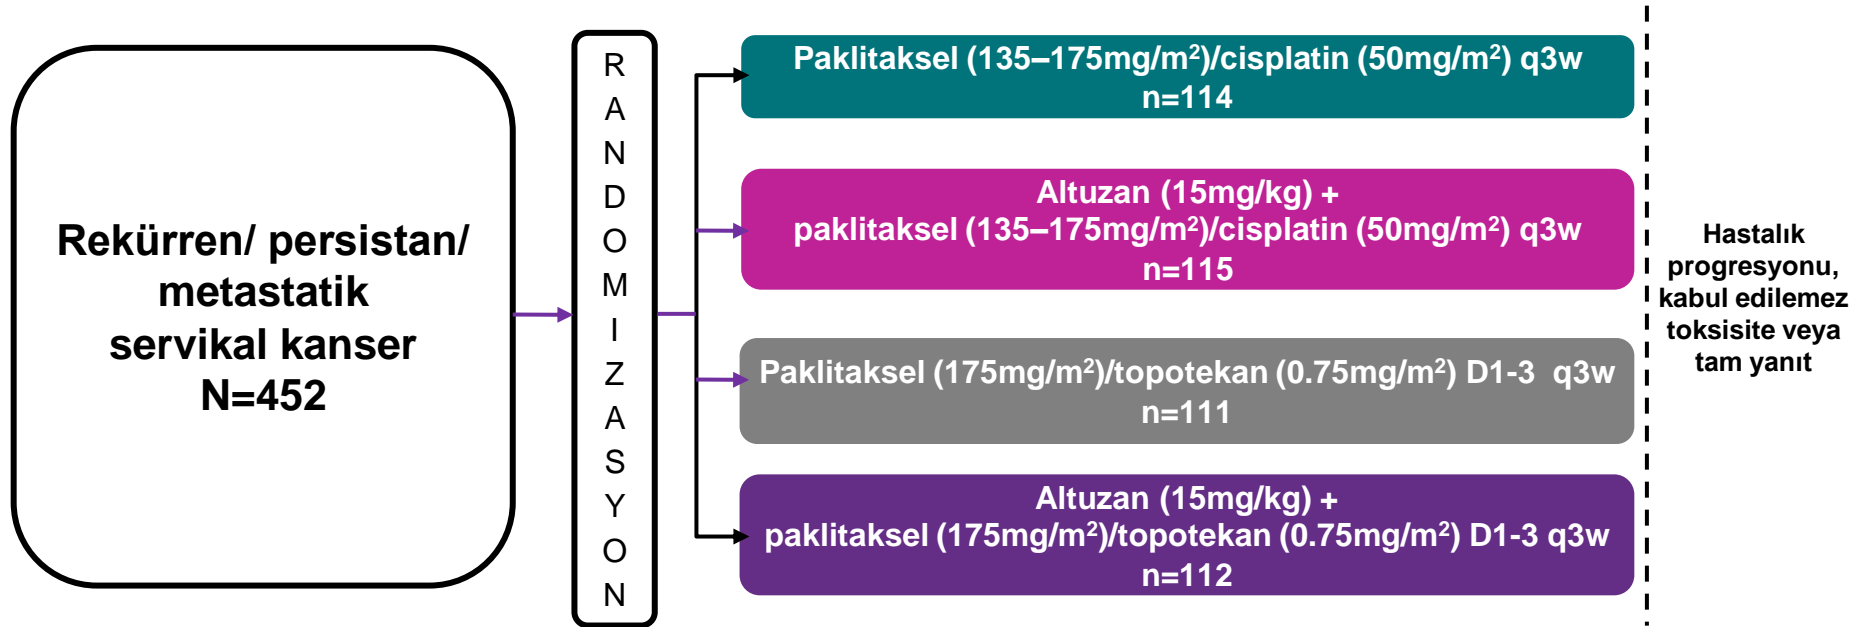 Rekürren/ persistan/
metastatik
servikal kanser
N=452
R
A
N
D
O
M
I
Z
A
S
Y
O
N
Paklitaksel (135–175mg/m²)/cisplatin (50mg/m²) q3w
n=114
Altuzan (15mg/kg) +
paklitaksel (135–175mg/m²)/cisplatin (50mg/m²) q3w
n=115
Paklitaksel (175mg/m²)/topotekan (0.75mg/m²) D1-3 q3w
n=111
Altuzan (15mg/kg) +
paklitaksel (175mg/m²)/topotekan (0.75mg/m²) D1-3 q3w
n=112
Hastalık
progresyonu,
kabul edilemez
toksisite veya
tam yanıt